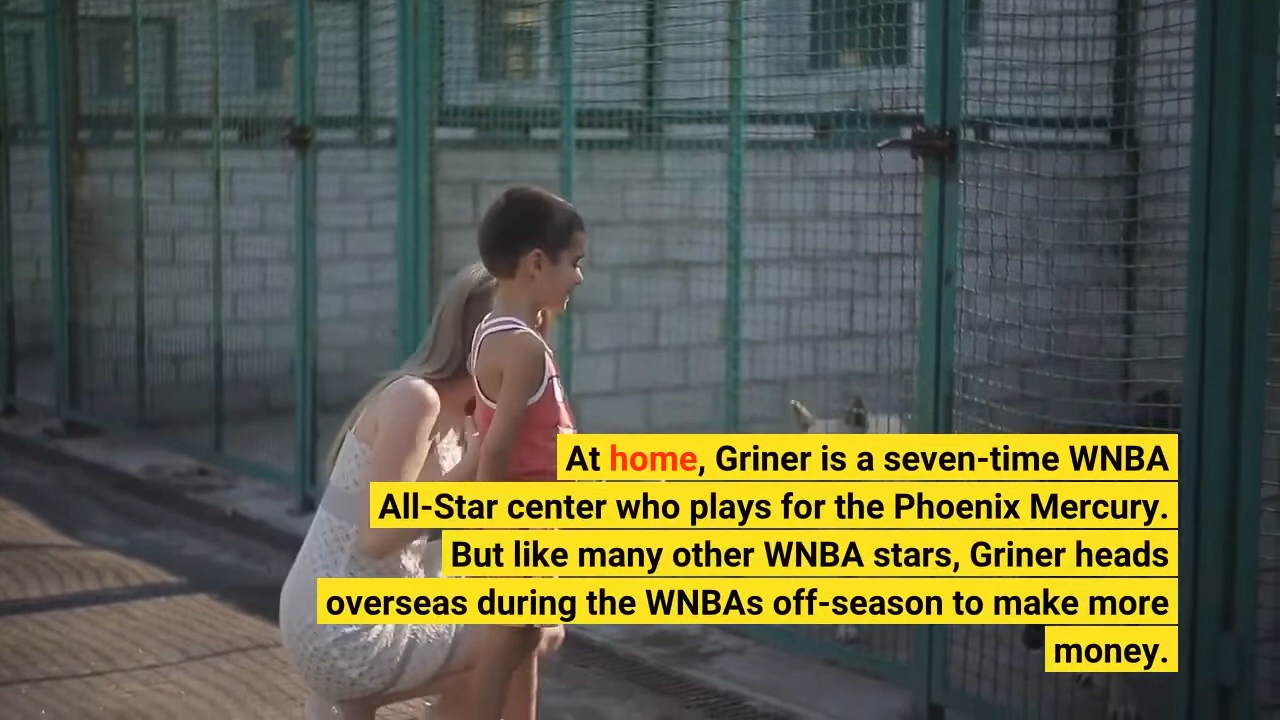 At home, Griner is a seven-time WNBA
All-Star center who plays for the Phoenix Mercury.
But like many other WNBA stars, Griner heads
overseas during the WNBAs off-season to make more
money.